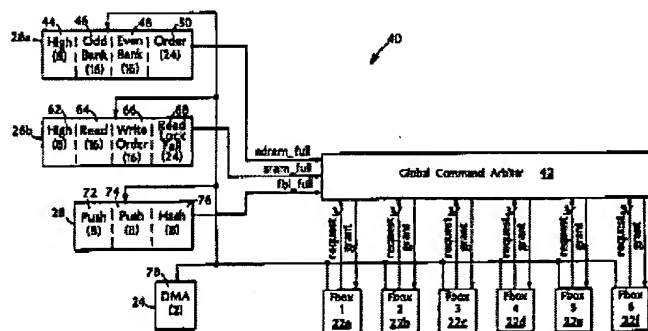 44 46 48 50
26a
High Odd Even Order
(8) Bank Bank (24)
(16) (16)
40
62 64 66 68
26b
High Read Write Read
(8) (16) Order Lock
(16) Fail
(24)
sdram_full
sram_full
fbi_full
Global Command Arbiter 42
72 74 76
28
Push Push Hash
(8) (8) (8)
request grant request grant request grant request grant request grant request grant
78
24
DMA
(2)
Fbox Fbox Fbox Fbox Fbox Fbox
1 2 3 4 5 6
22a 22b 22c 22d 22e 22f